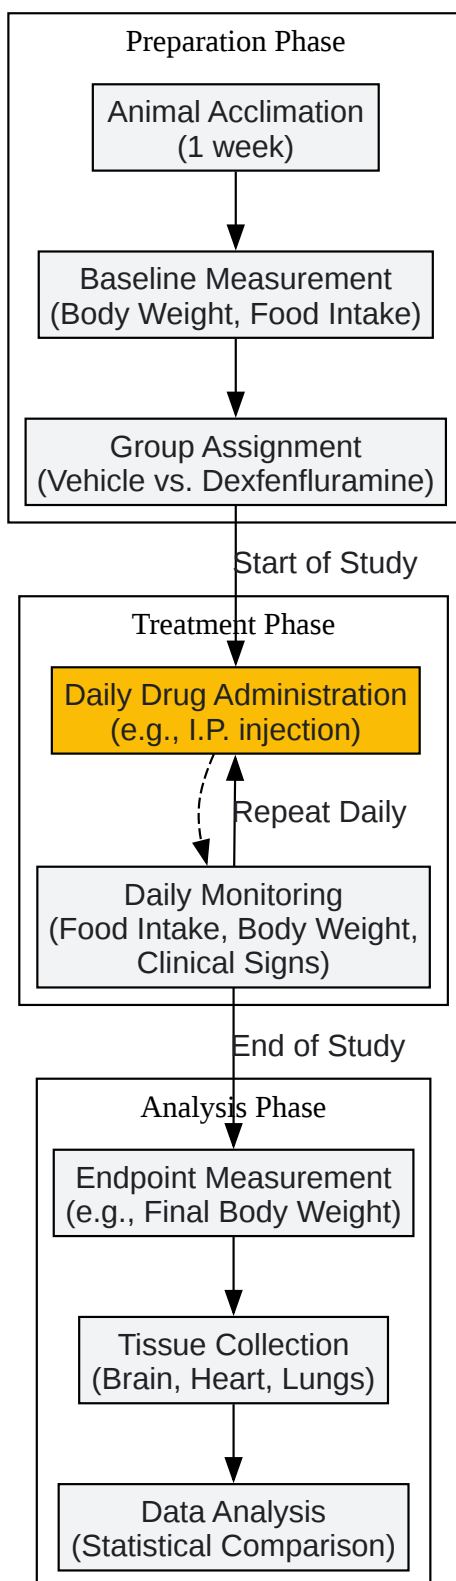 Preparation Phase
Animal Acclimation
(1 week)
Baseline Measurement
(Body Weight, Food Intake)
Group Assignment
(Vehicle vs. Dexfenfluramine)
Start of Study
Treatment Phase
Daily Drug Administration
(e.g., I.P. injection)
Repeat Daily
Daily Monitoring
(Food Intake, Body Weight,
Clinical Signs)
End of Study
Analysis Phase
Endpoint Measurement
(e.g., Final Body Weight)
Tissue Collection
(Brain, Heart, Lungs)
Data Analysis
(Statistical Comparison)